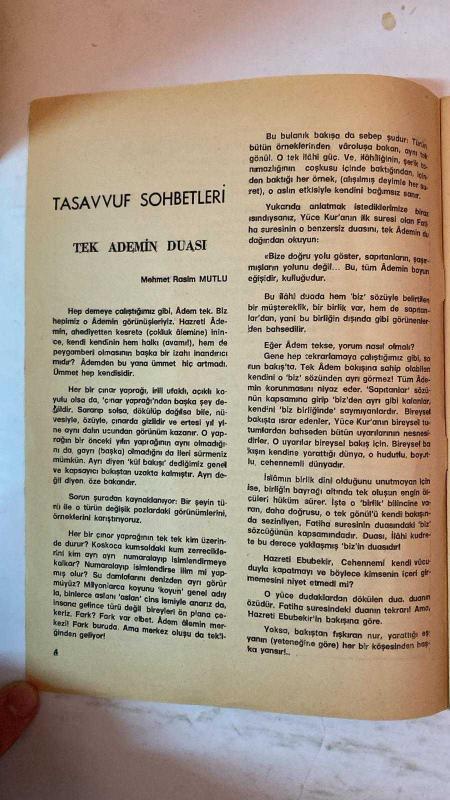 TASAVVUF SOHBETLERİ
TEK ADEMİN DUASI
Mehmet Rasim MUTLU
Hep demeye çalıştığımız gibi, Âdem tek. Biz
hepimiz o Âdemin görünüşleriyiz. Hazreti Âde-
min, ahediyetten kesrete (çokluk âlemine) inin-
ce, kendi kendinin hem halkı (avamı!), hem de
peygamberi olmasının başka bir izahı inandırıcı
mıdır? Âdemden bu yana ümmet hiç artmadı.
Ümmet hep kendisidir.
Her bir çınar yaprağı, irili ufaklı, açıklı ko-
yulu olsa da, 'çınar yaprağı'ndan başka şey de-
ğildir. Sararıp solsa, dökülüp dağılsa bile, nü-
vesiyle, özüyle, çınarda gizlidir ve ertesi yıl yi-
ne aynı dalın ucundan görünüm kazanır. O yap-
rağın bir önceki yılın yaprağının aynı olmadığı-
nı da, gayrı (başka) olmadığını da ileri sürmeniz
mümkün. Ayrı diyen 'kül bakışı' dediğimiz genel
ve kapsayıcı bakıştan uzakta kalmıştır. Ayrı de-
ğil diyen, öze bakandır.
Sorun şuradan kaynaklanıyor: Bir şeyin tü-
rü ile o türün değişik pozlardaki görünümlerini,
örneklerini karıştırıyoruz.
Her bir çınar yaprağının tek tek kim üzerin-
de durur? Koskoca kumsaldaki kum zerrecikle-
rini kim ayrı ayrı numaralayıp isimlendirmeye
kalkar? Numaralayıp isimlendirse ilim mi yap-
mış olur? Su damlalarını denizden ayrı görür
müyüz? Milyonlarca koyunu 'koyun' genel adıy
la, binlerce aslanı 'aslan' cins ismiyle anarız da,
insana gelince türü değil bireyleri ön plana çe-
keriz. Fark? Fark var elbet. Âdem âlemin mer-
kezi! Fark burada. Ama merkez oluşu da tek'li-
ğinden geliyor!
Bu bulanık bakışa da sebep şudur: Türün
bütün örneklerinden vâroluşa bakan, aynı tek
gönül. O tek ilâhi güc. Ve, ilâhiliğinin, şerik ta-
nımazlığının coşkusu içinde baktığından, için-
den baktığı her örnek, (alışılmış deyimle her su-
ret), o aslın etkisiyle kendini bağımsız sanır.
Yukarıda anlatmak istediklerimize biraz
ısındıysanız, Yüce Kur'anın ilk suresi olan Fati-
ha suresinin o benzersiz duasını, tek Âdemin du-
dağından okuyun:
«Bize doğru yolu göster, sapıtanların, şaşır-
mışların yolunu değil... Bu, tüm Âdemin boyun
eğişidir, kulluğudur.
Bu ilâhi duada hem 'biz' sözüyle belirtilen
bir müştereklik, bir birlik var, hem de sapıtan-
lar'dan, yani bu birliğin dışında gibi görünenler-
den bahsedilir.
Eğer Âdem tekse, yorum nasıl olmalı?
Gene hep tekrarlamaya çalıştığımız gibi, so
run bakış'ta. Tek Âdemin bakışına sahip olabilen
kendini o 'biz' sözünden ayrı görmez! Tüm Âde-
min korunmasını niyaz eder. 'Sapıtanlar' sözü-
nün kapsamına girip 'biz'den ayrı gibi kalanlar,
kendini 'biz birliğinde' saymıyanlardır. Bireysel
bakışta ısrar edenler, Yüce Kur'anın bireysel tu-
tumlardan bahseden bütün uyarılarının nesnesi-
dirler. O uyarılar bireysel bakış için. Bireysel ba-
kışın kendine yarattığı dünya, o hudutlu, boyut-
lu, cehennemi dünyadır.
İslâmın birlik dini olduğunu unutmayan için
ise, birliğin bayrağı altında tek oluşun engin öl-
cüleri hüküm sürer. İşte o 'birlik' bilincine va-
ran, daha doğrusu, o tek gönül'ü kendi bakışın-
da sezinliyen, Fatiha suresinin duasındaki 'biz'
sözcüğünün kapsamındadır. Duası, ilâhi kudre-
te bu derece yaklaşmış 'biz'in duasıdır!
Hazreti Ebubekir, Cehennemi kendi vücu-
duyla kapatmayı ve böylece kimsenin içeri gir-
memesini niyet etmedi mi?
O yüce dudaklardan dökülen dua, duanın
özüdür. Fatiha suresindeki duanın tekrarı! Ama
Hazreti Ebubekir'in bakışına göre.
Yoksa, bakıştan fışkıran nur, yarattığı eş-
yanın (yeteneğine göre) her bir köşesinden baş-
ka yansır!..